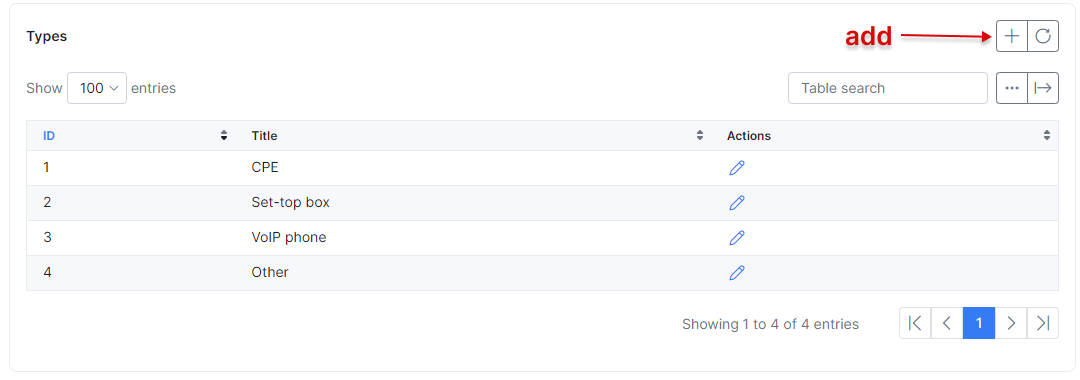 Types
add
Show 100 entries
Table search
ID Title Actions
1 CPE
2 Set-top box
3 VoIP phone
4 Other
Showing 1 to 4 of 4 entries
1